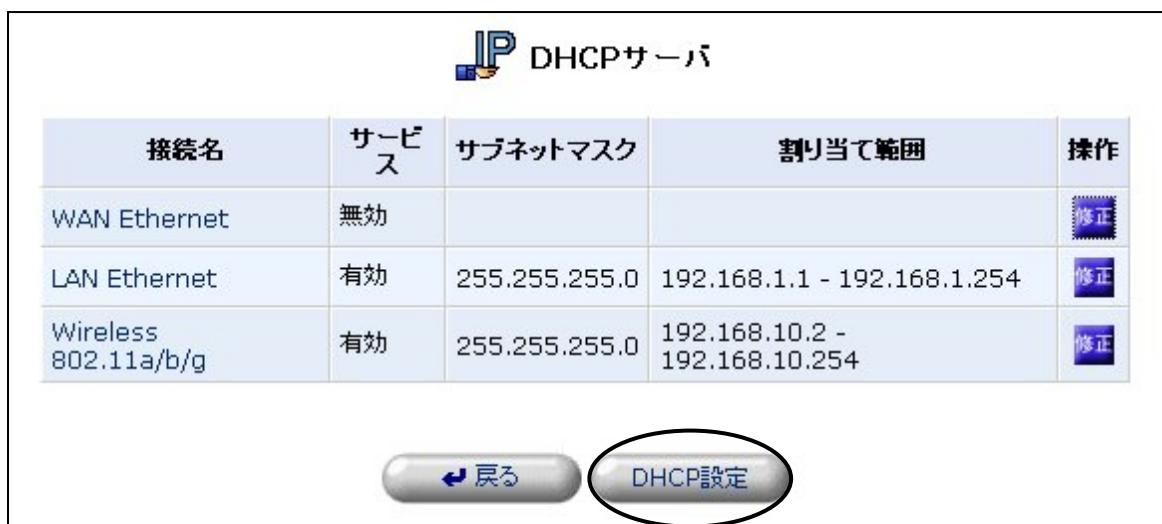 IP DHCPサーバ
接続名 サービス サブネットマスク 割り当て範囲 操作
WAN Ethernet 無効 修正
LAN Ethernet 有効 255.255.255.0 192.168.1.1 - 192.168.1.254 修正
Wireless 802.11a/b/g 有効 255.255.255.0 192.168.10.2 - 192.168.10.254 修正
戻る DHCP設定